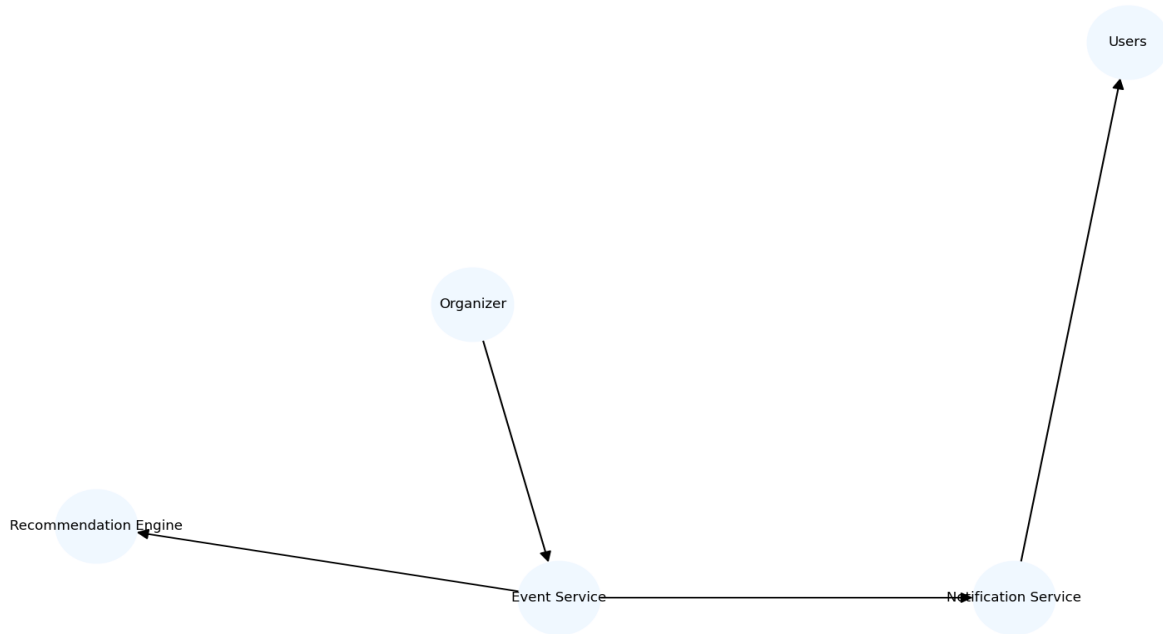 Users
Organizer
Recommendation Engine
Event Service
Notification Service